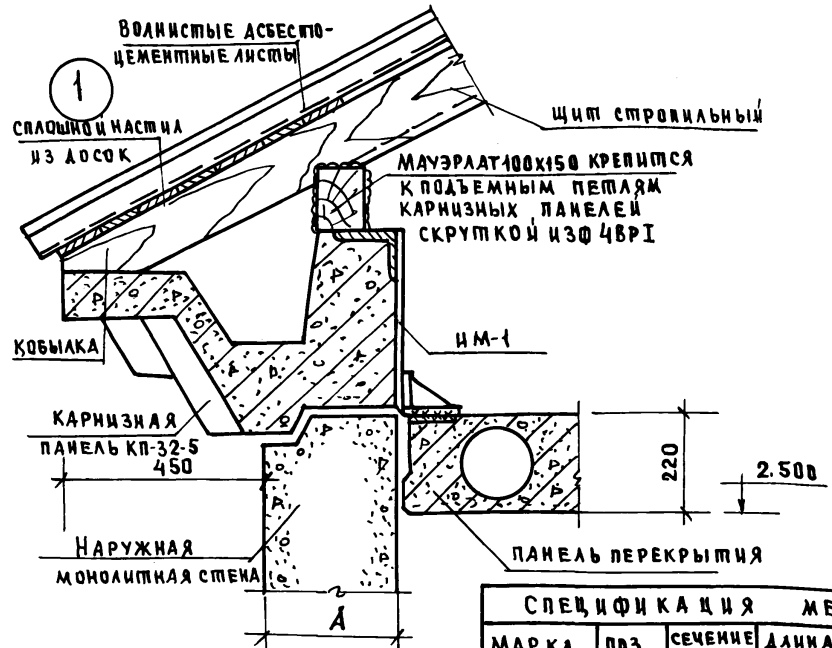 ВОЛНИСТЫЕ АСБЕСТО-
ЦЕМЕНТНЫЕ ЛИСТЫ
1
СПЛОШНОЙ НАСТИЛ
ИЗ ДОСОК
ЩИТ СТРОПИЛЬНЫЙ
МАУЭРЛАТ 100х150 КРЕПИТСЯ
К ПОДЪЕМНЫМ ПЕТЛЯМ
КАРНИЗНЫХ ПАНЕЛЕЙ
СКРУТКОЙ ИЗ Ф 4ВРI
КОБЫЛКА
НМ-1
КАРНИЗНАЯ
ПАНЕЛЬ КП-32-5
450
220
2.500
НАРУЖНАЯ
МОНОЛИТНАЯ СТЕНА
ПАНЕЛЬ ПЕРЕКРЫТИЯ
А
СПЕЦИФИКАЦИЯ МЕ
МАРКА ПОЗ. СЕЧЕНИЕ ДЛИНА